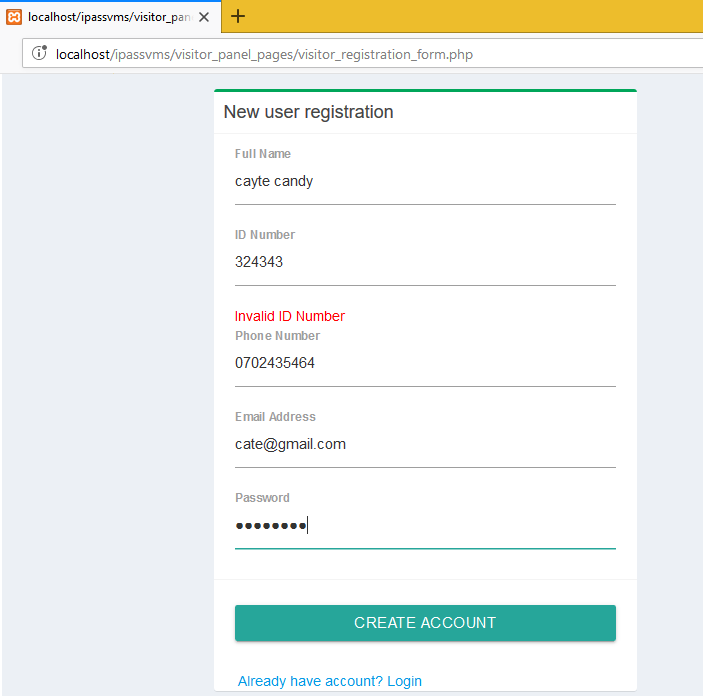 localhost/ipassvms/visitor_pan
localhost/ipassvms/visitor_panel_pages/visitor_registration_form.php
New user registration
Full Name
cayte candy
ID Number
324343
Invalid ID Number
Phone Number
0702435464
Email Address
cate@gmail.com
Password
CREATE ACCOUNT
Already have account? Login